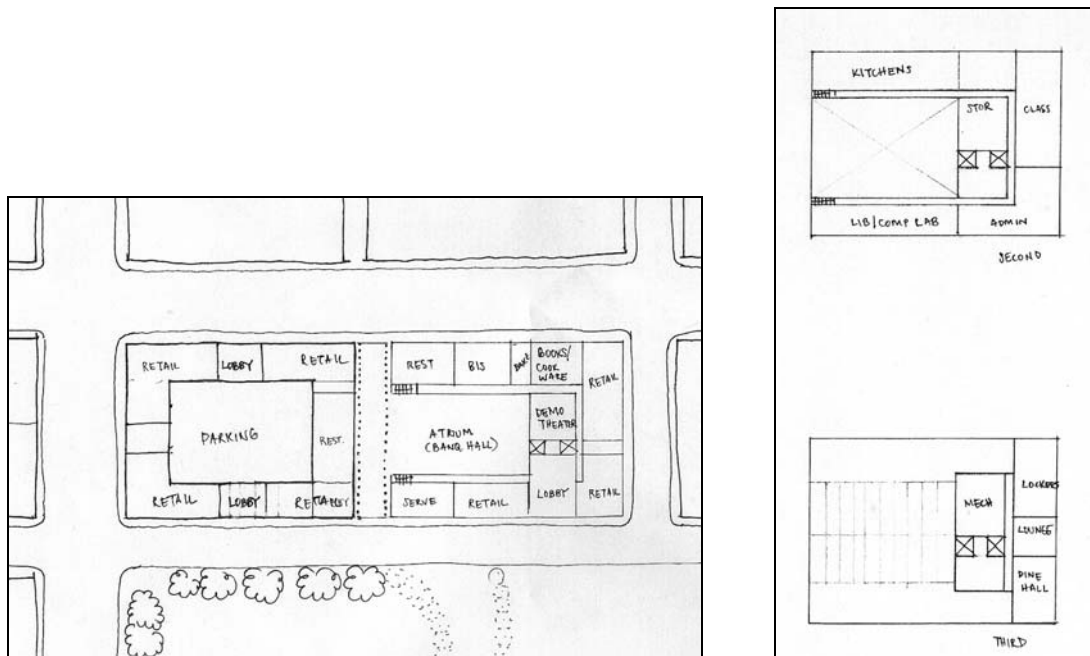 RETAIL
LOBBY
RETAIL
REST
BIS
BOOKS/
COOK
WARE
RETAIL
PARKING
REST.
ATRIUM
(BANQ HALL)
DEMO
THEATER
RETAIL
LOBBY
SERVE
RETAIL
LOBBY
RETAIL
KITCHENS
STOR
CLASS
LIB/COMP LAB
ADMIN
SECOND
LOCKERS
MECH
LOUNGE
DINE
HALL
THIRD